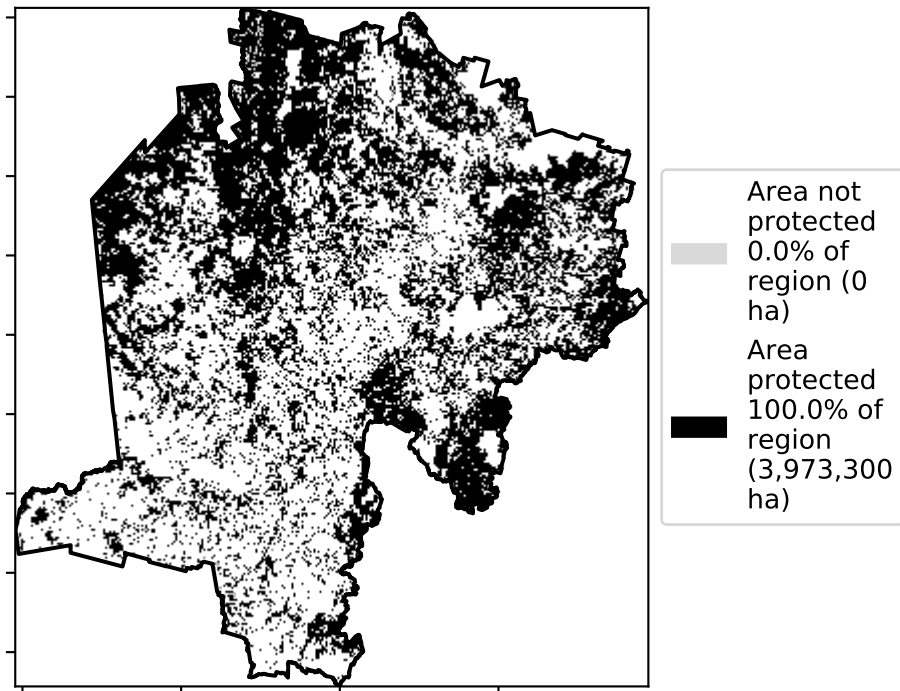 Area not
protected
0.0% of
region (0
ha)
Area
protected
100.0% of
region
(3,973,300
ha)